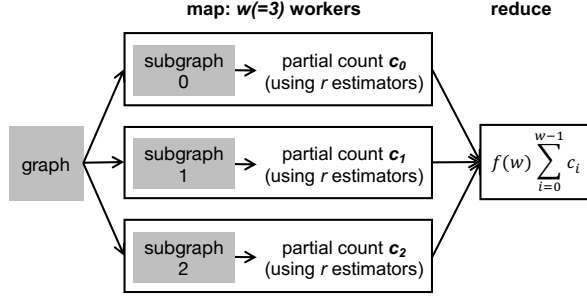 map: w(=3) workers
reduce
graph
subgraph
0
partial count c₀
(using r estimators)
subgraph
1
partial count c₁
(using r estimators)
subgraph
2
partial count c₂
(using r estimators)
f(w) ∑_{i=0}^{w−1} c_i